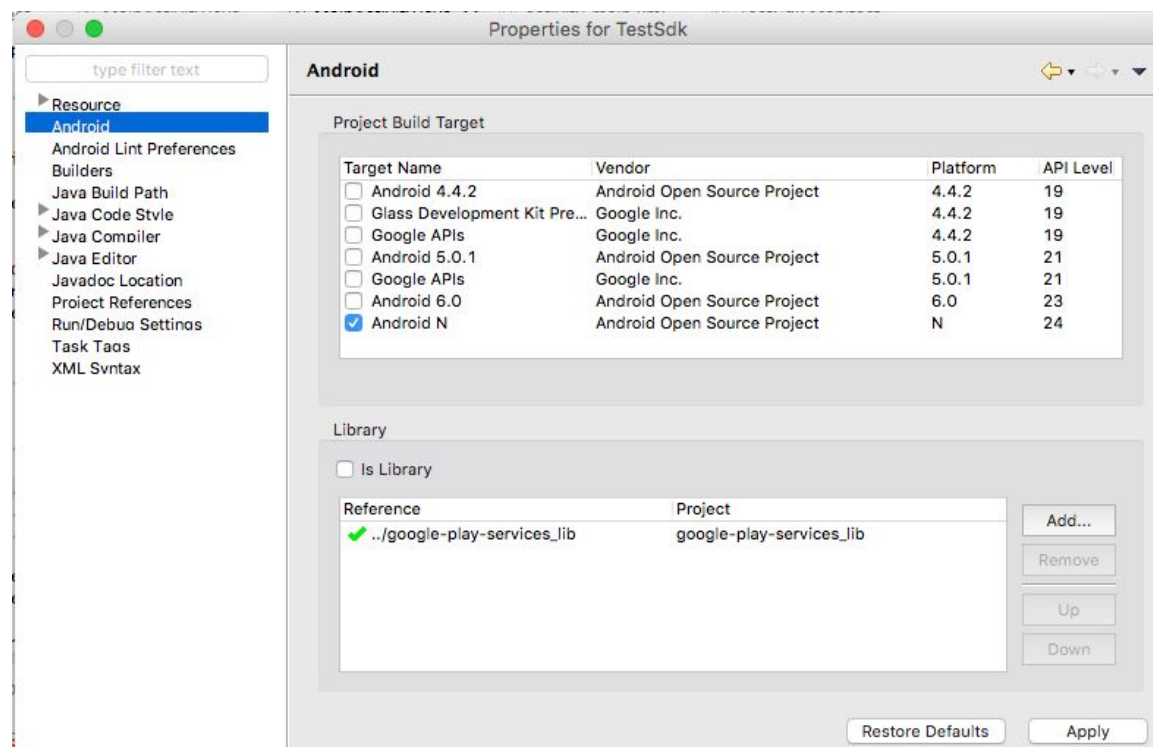 Properties for TestSdk
type filter text
Resource
Android
Android Lint Preferences
Builders
Java Build Path
Java Code Style
Java Compiler
Java Editor
Javadoc Location
Project References
Run/Debug Settings
Task Tags
XML Syntax
Android
Project Build Target
Target Name Vendor Platform API Level
Android 4.4.2 Android Open Source Project 4.4.2 19
Glass Development Kit Pre... Google Inc. 4.4.2 19
Google APIs Google Inc. 4.4.2 19
Android 5.0.1 Android Open Source Project 5.0.1 21
Google APIs Google Inc. 5.0.1 21
Android 6.0 Android Open Source Project 6.0 23
Android N Android Open Source Project N 24
Library
Is Library
Reference Project
../google-play-services_lib google-play-services_lib
Add...
Remove
Up
Down
Restore Defaults Apply